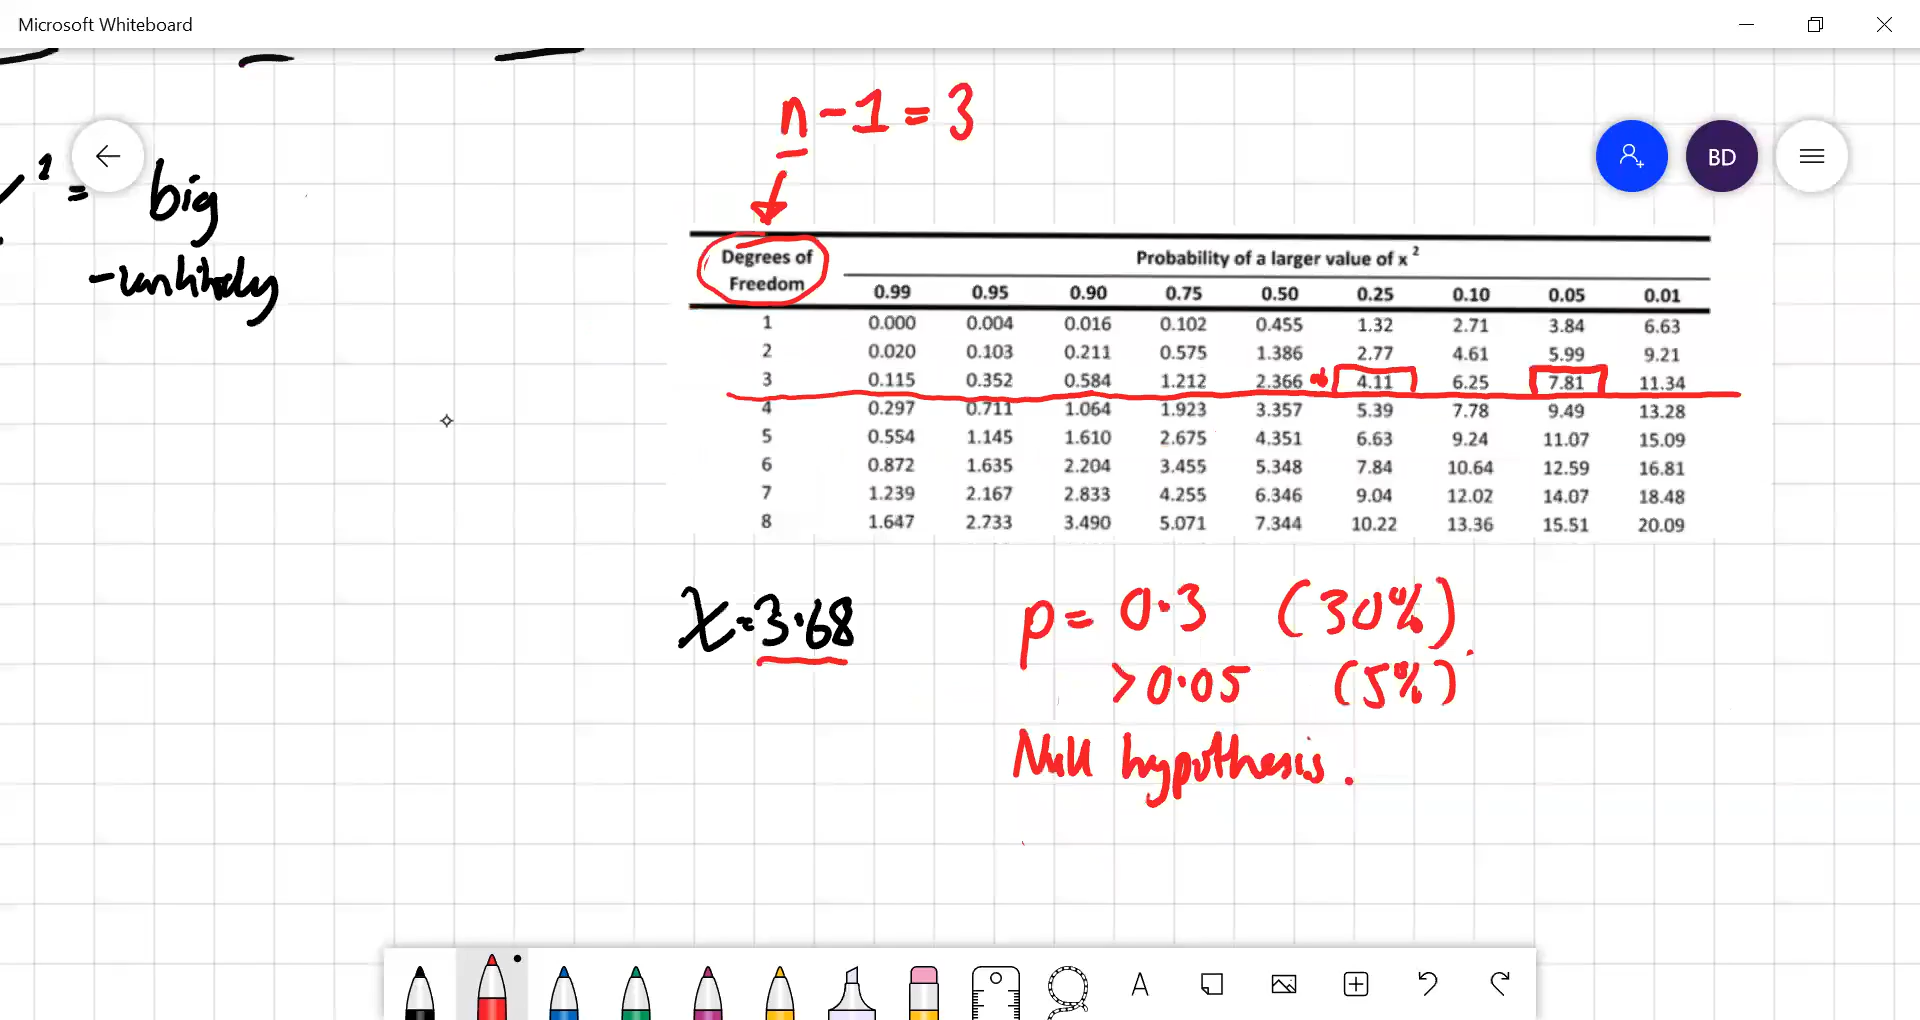 Microsoft Whiteboard
n-1=3
= big
-unlikely
BD
Degrees of Freedom Probability of a larger value of x 2
0.99 0.95 0.90 0.75 0.50 0.25 0.10 0.05 0.01
1 0.000 0.004 0.016 0.102 0.455 1.32 2.71 3.84 6.63
2 0.020 0.103 0.211 0.575 1.386 2.77 4.61 5.99 9.21
3 0.115 0.352 0.584 1.212 2.366 4.11 6.25 7.81 11.34
4 0.297 0.711 1.064 1.923 3.357 5.39 7.78 9.49 13.28
5 0.554 1.145 1.610 2.675 4.351 6.63 9.24 11.07 15.09
6 0.872 1.635 2.204 3.455 5.348 7.84 10.64 12.59 16.81
7 1.239 2.167 2.833 4.255 6.346 9.04 12.02 14.07 18.48
8 1.647 2.733 3.490 5.071 7.344 10.22 13.36 15.51 20.09
χ=3.68
p= 0.3 (30%).
>0.05 (5%)
Null hypothesis.
A